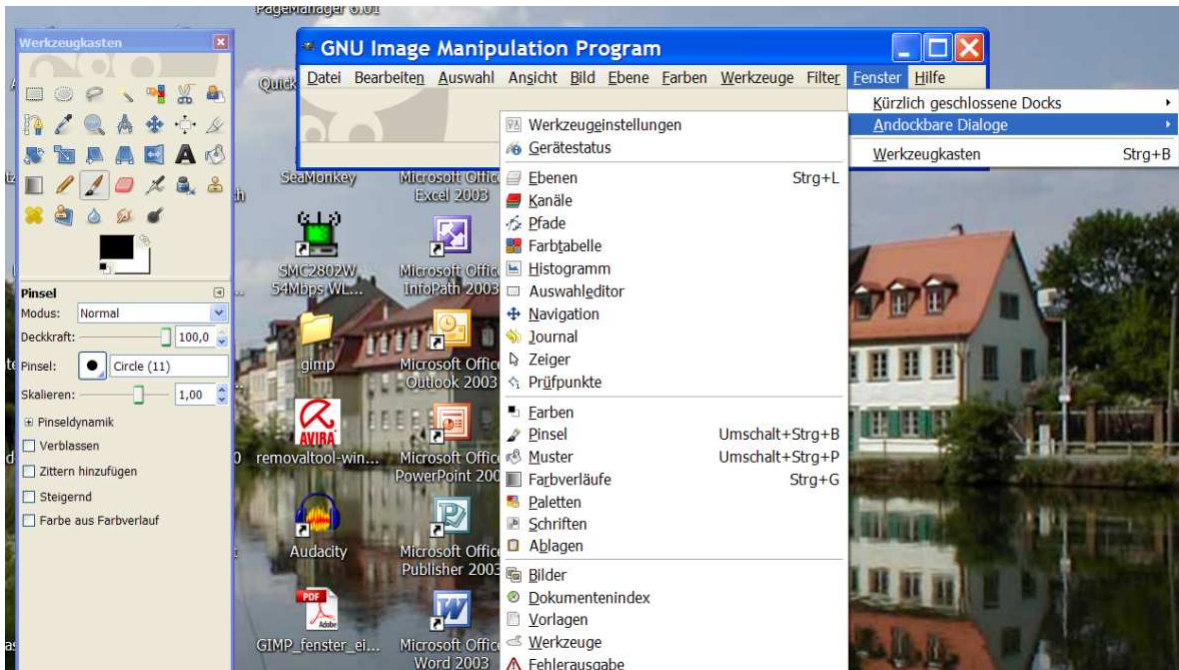 PageManager 6.01
Werkzeugkasten
GNU Image Manipulation Program
Datei Bearbeiten Auswahl Ansicht Bild Ebene Farben Werkzeuge Filter Fenster Hilfe
Kürzlich geschlossene Docks
Andockbare Dialoge
Werkzeugkasten Strg+B
Werkzeugeinstellungen
Gerätestatus
Ebenen Strg+L
Kanäle
Pfade
Farbtabelle
Histogramm
Auswahleditor
Navigation
Journal
Zeiger
Prüfpunkte
Farben
Pinsel Umschalt+Strg+B
Muster Umschalt+Strg+P
Farbverläufe Strg+G
Paletten
Schriften
Ablagen
Bilder
Dokumentenindex
Vorlagen
Werkzeuge
Fehlerausgabe
Pinsel
Modus: Normal
Deckkraft: 100,0
Pinsel: Circle (11)
Skalieren: 1,00
Pinseldynamik
Verblassen
Zittern hinzufügen
Steigernd
Farbe aus Farbverlauf
Quick
SeaMonkey
Microsoft Offic
Excel 2003
SMC2802W
54Mbps WL...
Microsoft Offic
InfoPath 2003
gimp
Microsoft Office
Outlook 2003
AVIRA
removaltool-win...
Microsoft Office
PowerPoint 200
Audacity
Microsoft Office
Publisher 2003
PDF
Adobe
GIMP_fenster_ei...
Microsoft Office
Word 2003